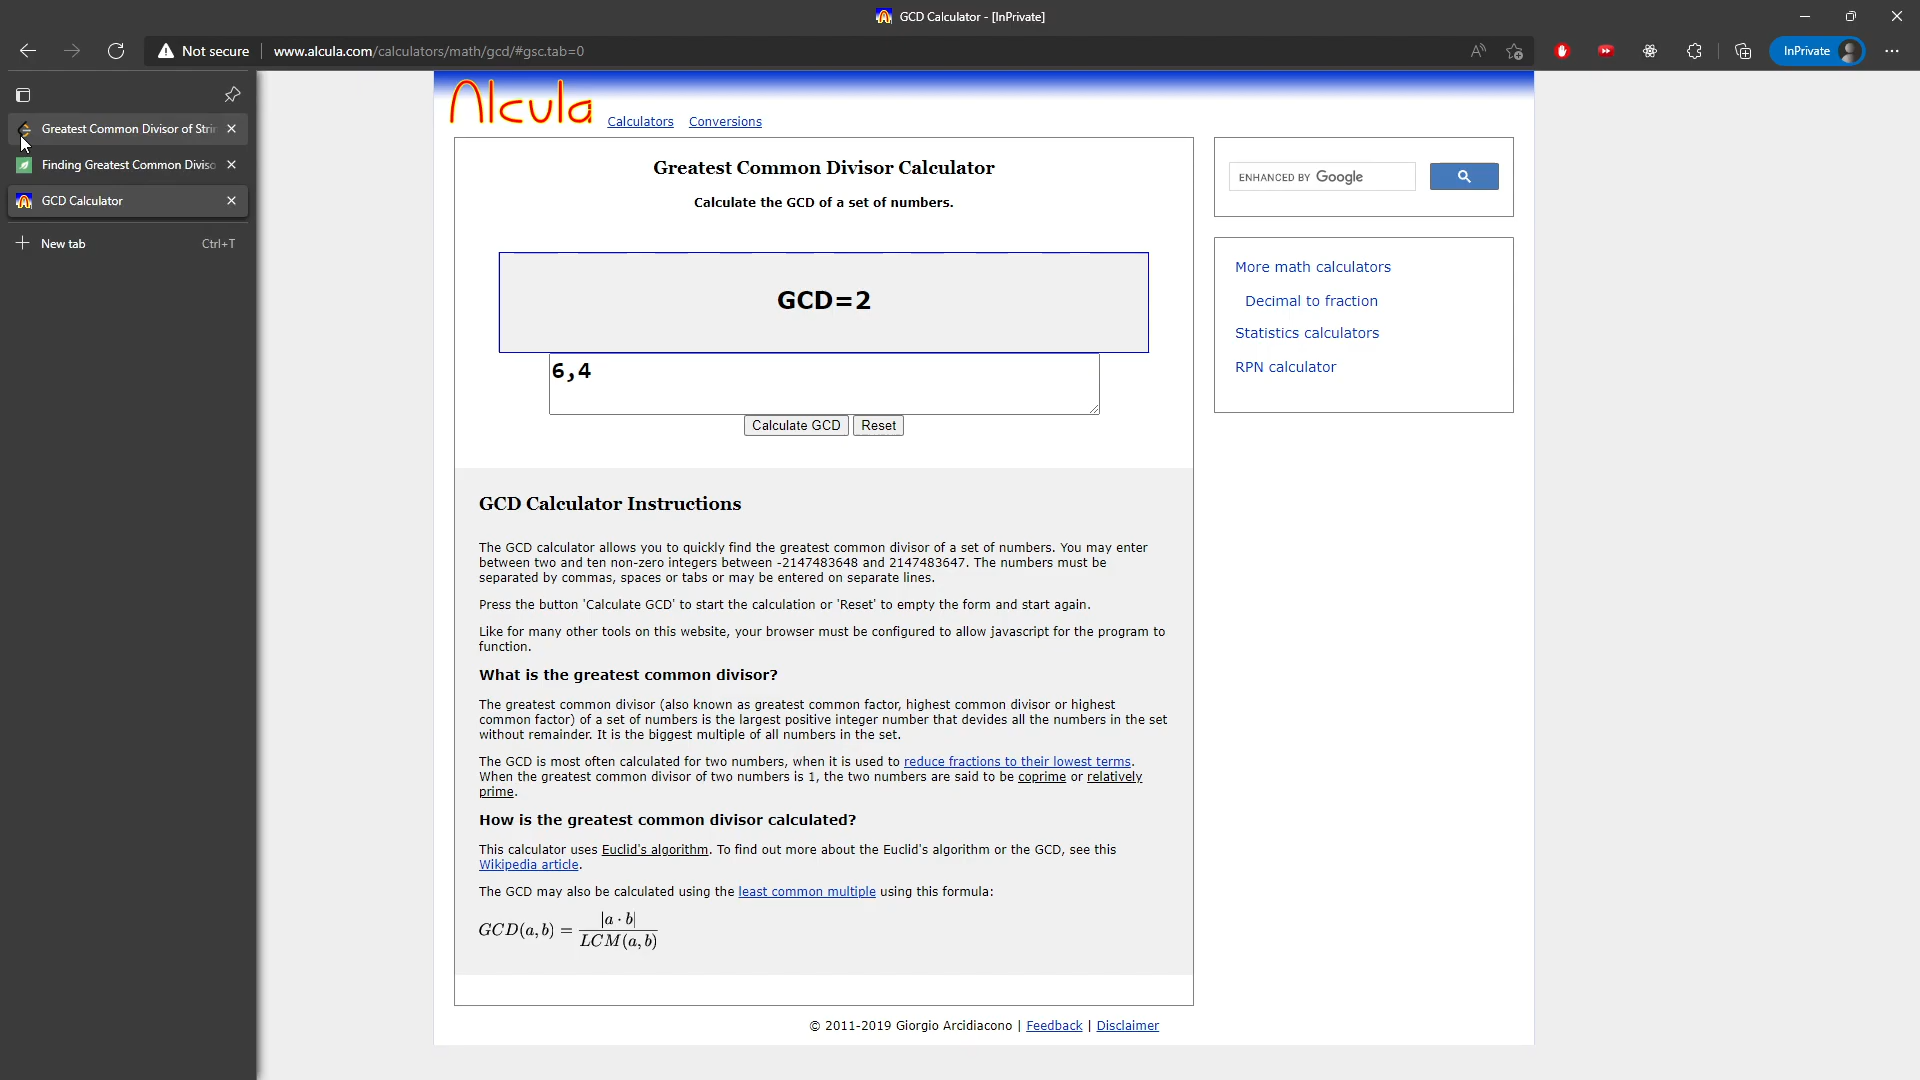 GCD Calculator - [InPrivate]
Not secure
www.alcula.com/calculators/math/gcd/#gsc.tab=0
InPrivate
Greatest Common Divisor of Strin
Finding Greatest Common Diviso
GCD Calculator
New tab
Ctrl+T
Alcula
Calculators
Conversions
Greatest Common Divisor Calculator
Calculate the GCD of a set of numbers.
GCD=2
6,4
Calculate GCD
Reset
ENHANCED BY Google
More math calculators
Decimal to fraction
Statistics calculators
RPN calculator
GCD Calculator Instructions
The GCD calculator allows you to quickly find the greatest common divisor of a set of numbers. You may enter
between two and ten non-zero integers between -2147483648 and 2147483647. The numbers must be
separated by commas, spaces or tabs or may be entered on separate lines.
Press the button 'Calculate GCD' to start the calculation or 'Reset' to empty the form and start again.
Like for many other tools on this website, your browser must be configured to allow javascript for the program to
function.
What is the greatest common divisor?
The greatest common divisor (also known as greatest common factor, highest common divisor or highest
common factor) of a set of numbers is the largest positive integer number that devides all the numbers in the set
without remainder. It is the biggest multiple of all numbers in the set.
The GCD is most often calculated for two numbers, when it is used to reduce fractions to their lowest terms.
When the greatest common divisor of two numbers is 1, the two numbers are said to be coprime or relatively
prime.
How is the greatest common divisor calculated?
This calculator uses Euclid's algorithm. To find out more about the Euclid's algorithm or the GCD, see this
Wikipedia article.
The GCD may also be calculated using the least common multiple using this formula:
GCD(a, b) = |a · b| / LCM(a, b)
© 2011-2019 Giorgio Arcidiacono | Feedback | Disclaimer